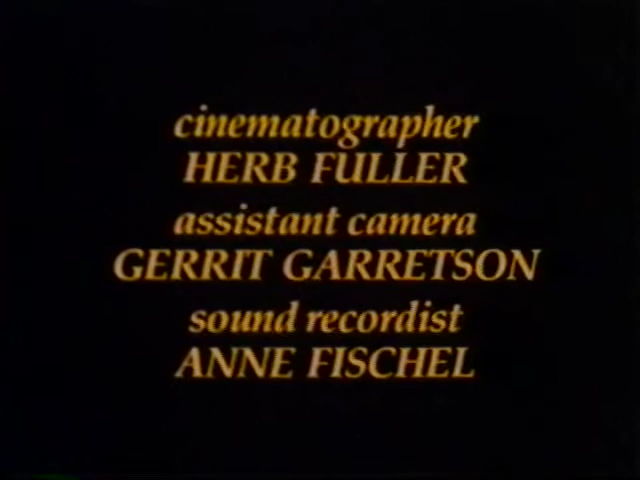 cinematographer
HERB FULLER
assistant camera
GERRIT GARRETSON
sound recordist
ANNE FISCHEL